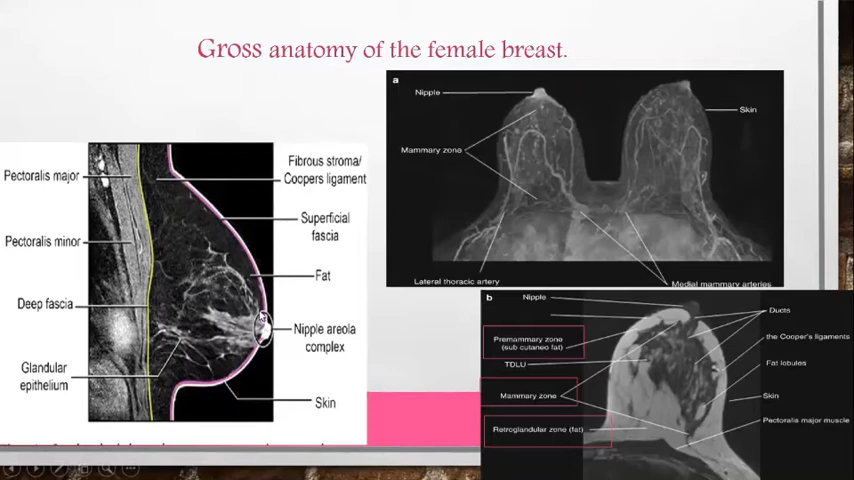 Gross anatomy of the female breast.
Pectoralis major
Pectoralis minor
Deep fascia
Glandular
epithelium
Fibrous stroma/
Coopers ligament
Superficial
fascia
Fat
Nipple areola
complex
Skin
a
Nipple
Skin
Mammary zone
Lateral thoracic artery
Medial mammary arteries
b
Nipple
Ducts
Premammary zone
(sub cutaneo fat)
the Cooper's ligaments
TDLU
Fat lobules
Mammary zone
Skin
Pectoralis major muscle
Retroglandular zone (fat)